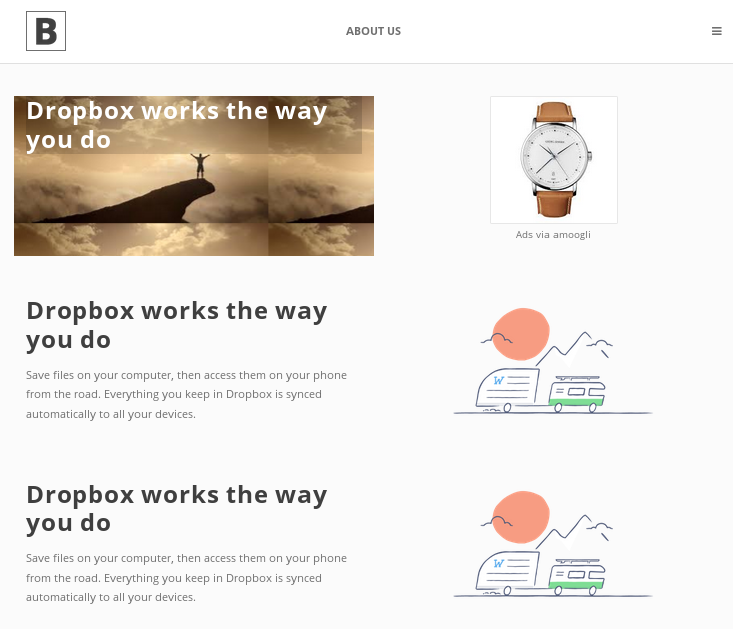 B
ABOUT US
Dropbox works the way
you do
Ads via amoogli
Dropbox works the way
you do
Save files on your computer, then access them on your phone
from the road. Everything you keep in Dropbox is synced
automatically to all your devices.
W
Dropbox works the way
you do
Save files on your computer, then access them on your phone
from the road. Everything you keep in Dropbox is synced
automatically to all your devices.
W